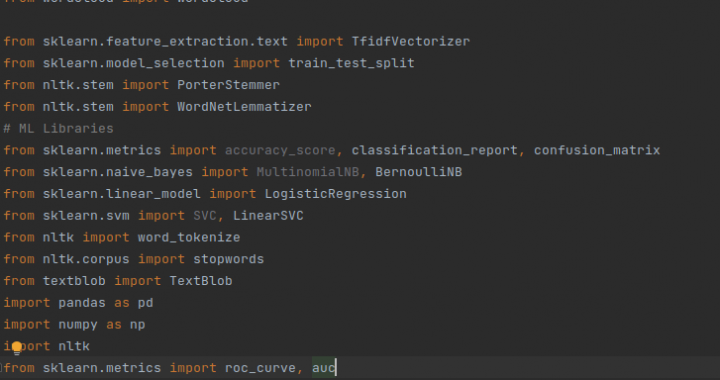 from wordcloud import WordCloud
from sklearn.feature_extraction.text import TfidfVectorizer
from sklearn.model_selection import train_test_split
from nltk.stem import PorterStemmer
from nltk.stem import WordNetLemmatizer
# ML Libraries
from sklearn.metrics import accuracy_score, classification_report, confusion_matrix
from sklearn.naive_bayes import MultinomialNB, BernoulliNB
from sklearn.linear_model import LogisticRegression
from sklearn.svm import SVC, LinearSVC
from nltk import word_tokenize
from nltk.corpus import stopwords
from textblob import TextBlob
import pandas as pd
import numpy as np
import nltk
from sklearn.metrics import roc_curve, auc